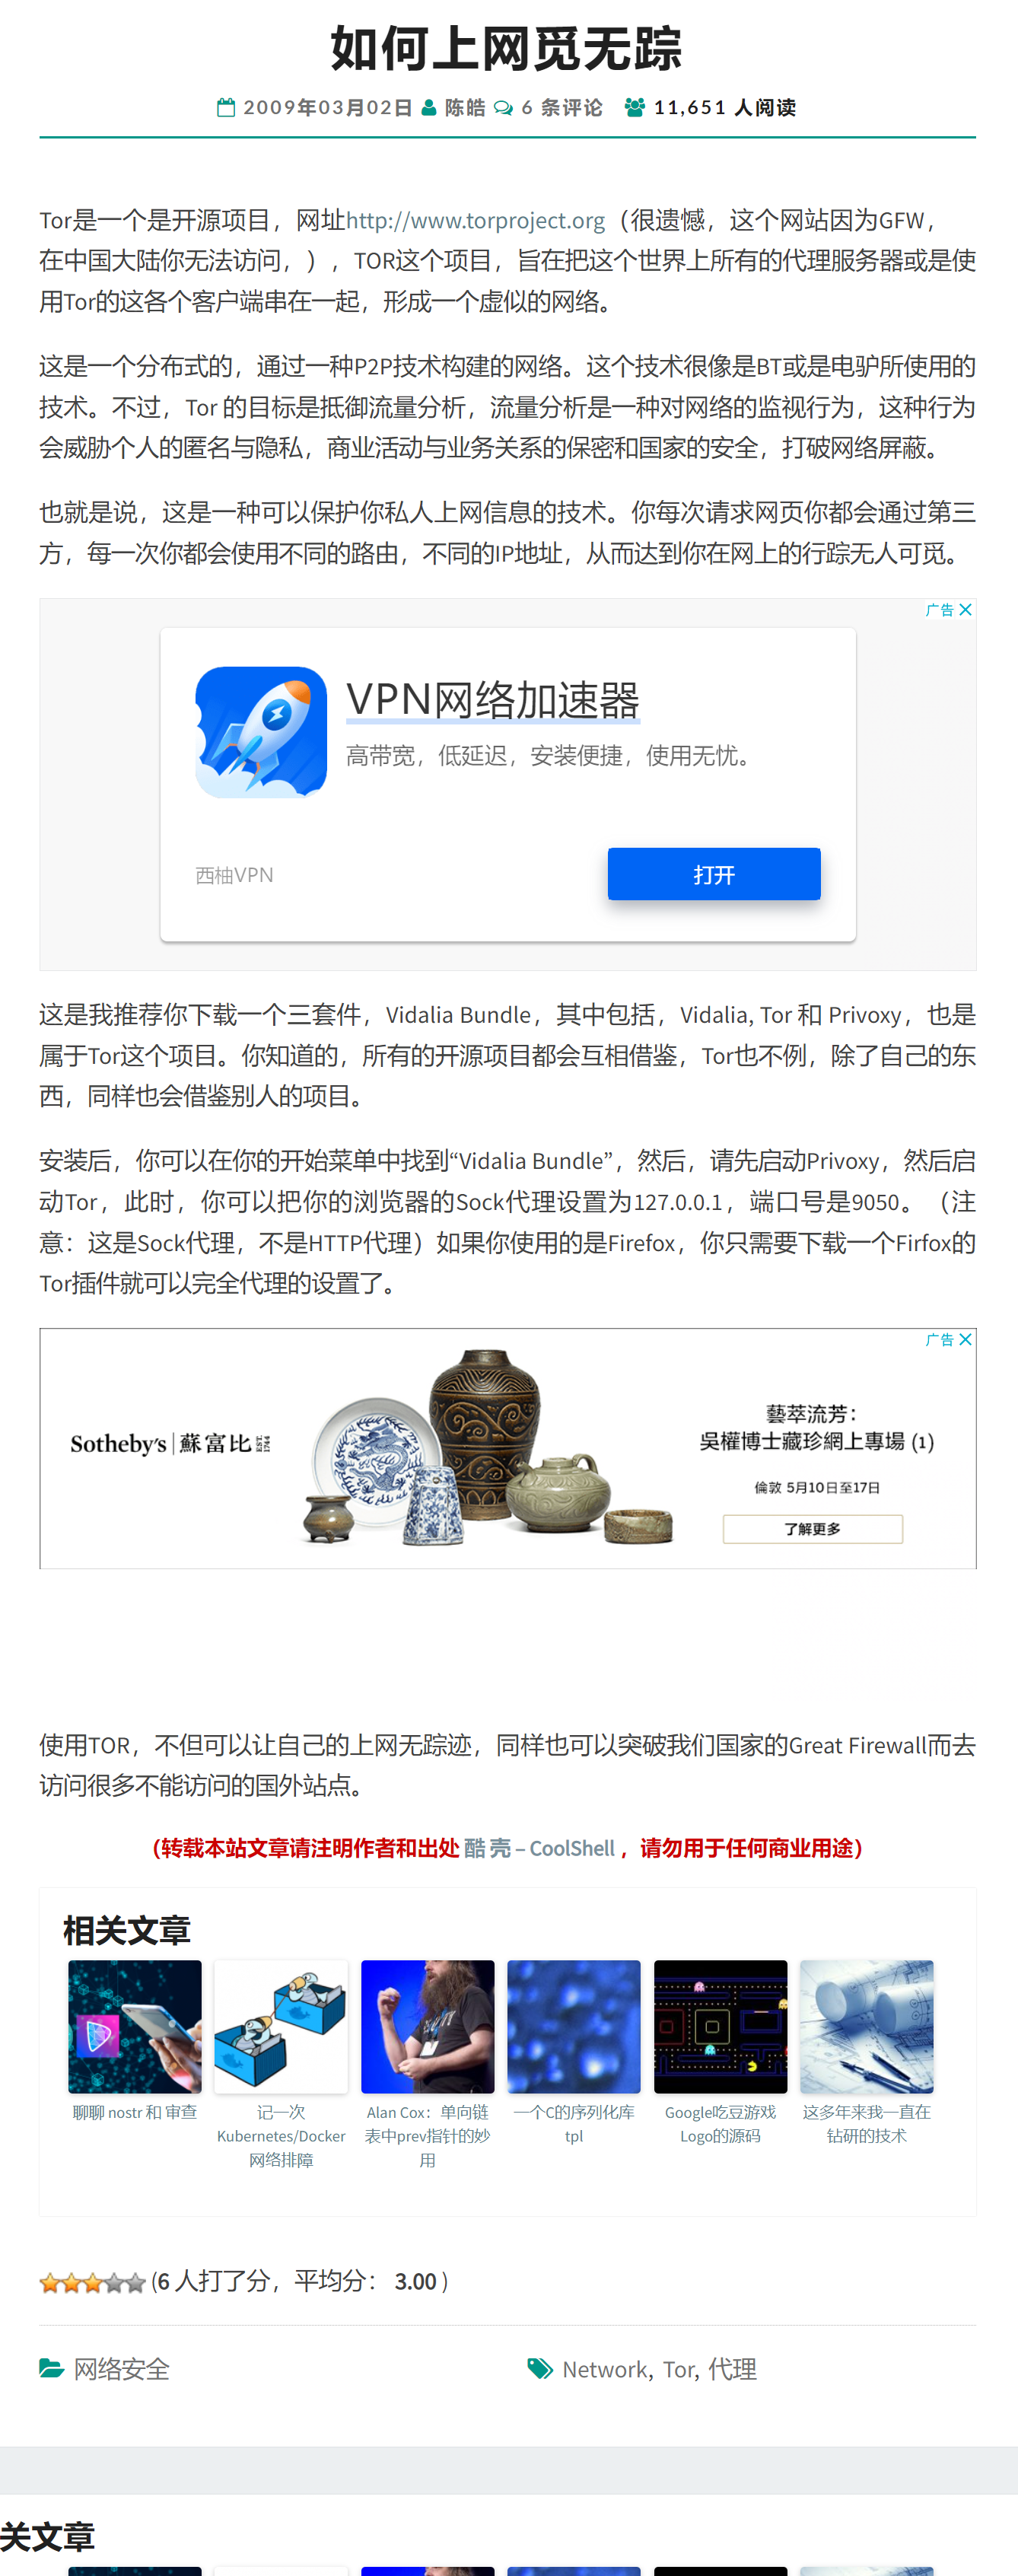 如何上网觅无踪
2009年03月02日 陈皓 6 条评论 11,651 人阅读
Tor是一个是开源项目，网址http://www.torproject.org（很遗憾，这个网站因为GFW，
在中国大陆你无法访问，），TOR这个项目，旨在把这个世界上所有的代理服务器或是使
用Tor的这各个客户端串在一起，形成一个虚似的网络。
这是一个分布式的，通过一种P2P技术构建的网络。这个技术很像是BT或是电驴所使用的
技术。不过，Tor 的目标是抵御流量分析，流量分析是一种对网络的监视行为，这种行为
会威胁个人的匿名与隐私，商业活动与业务关系的保密和国家的安全，打破网络屏蔽。
也就是说，这是一种可以保护你私人上网信息的技术。你每次请求网页你都会通过第三
方，每一次你都会使用不同的路由，不同的IP地址，从而达到你在网上的行踪无人可觅。
广告
VPN网络加速器
高带宽，低延迟，安装便捷，使用无忧。
西柚VPN
打开
这是我推荐你下载一个三套件，Vidalia Bundle，其中包括，Vidalia, Tor 和 Privoxy，也是
属于Tor这个项目。你知道的，所有的开源项目都会互相借鉴，Tor也不例，除了自己的东
西，同样也会借鉴别人的项目。
安装后，你可以在你的开始菜单中找到“Vidalia Bundle”，然后，请先启动Privoxy，然后启
动Tor，此时，你可以把你的浏览器的Sock代理设置为127.0.0.1，端口号是9050。（注
意：这是Sock代理，不是HTTP代理）如果你使用的是Firefox，你只需要下载一个Firfox的
Tor插件就可以完全代理的设置了。
广告
Sotheby's 蘇富比
藝萃流芳：
吳權博士藏珍網上專場 (1)
倫敦 5月10日至17日
了解更多
使用TOR，不但可以让自己的上网无踪迹，同样也可以突破我们国家的Great Firewall而去
访问很多不能访问的国外站点。
（转载本站文章请注明作者和出处 酷 壳 – CoolShell ，请勿用于任何商业用途）
相关文章
聊聊 nostr 和 审查
记一次
Kubernetes/Docker
网络排障
Alan Cox：单向链
表中prev指针的妙
用
一个C的序列化库
tpl
Google吃豆游戏
Logo的源码
这多年来我一直在
钻研的技术
(6 人打了分，平均分： 3.00 )
网络安全
Network, Tor, 代理
关文章